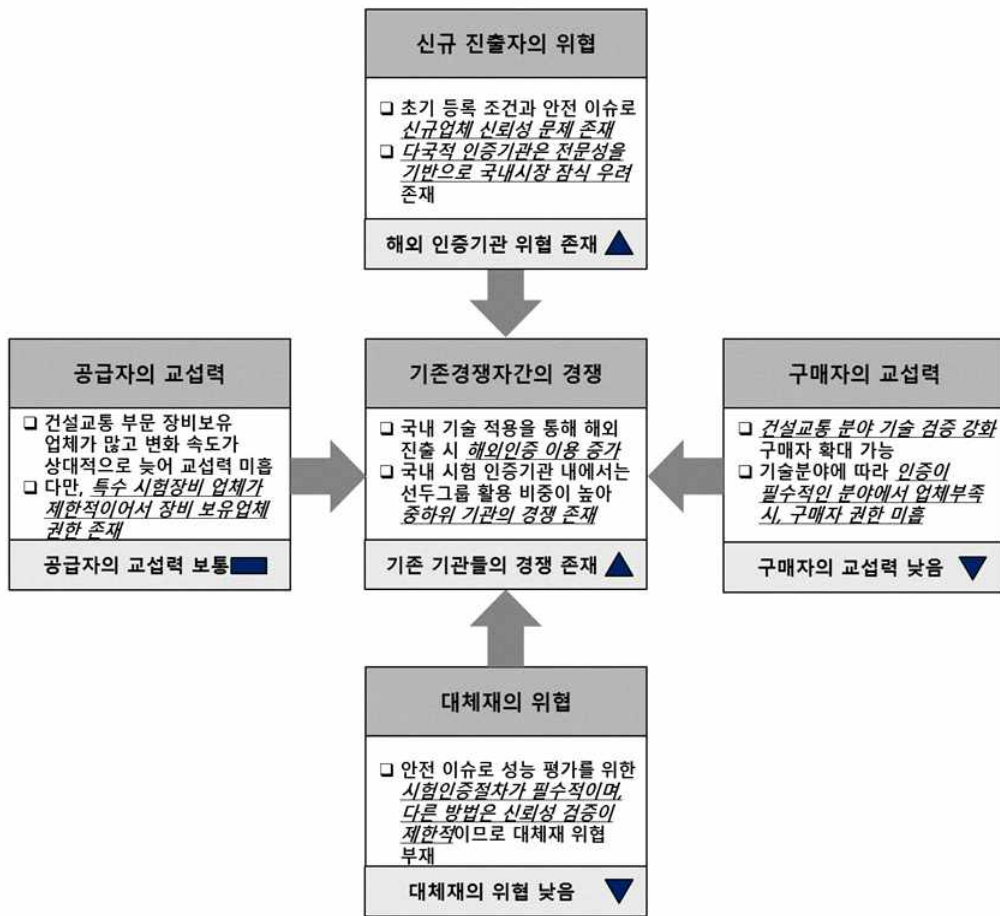 신규 진출자의 위협
❑ 초기 등록 조건과 안전 이슈로
신규업체 신뢰성 문제 존재
❑ 다국적 인증기관은 전문성을
기반으로 국내시장 잠식 우려
존재
해외 인증기관 위협 존재
공급자의 교섭력
❑ 건설교통 부문 장비보유
업체가 많고 변화 속도가
상대적으로 늦어 교섭력 미흡
❑ 다만, 특수 시험장비 업체가
제한적이어서 장비 보유업체
권한 존재
공급자의 교섭력 보통
기존경쟁자간의 경쟁
❑ 국내 기술 적용을 통해 해외
진출 시 해외인증 이용 증가
❑ 국내 시험 인증기관 내에서는
선두그룹 활용 비중이 높아
중하위 기관의 경쟁 존재
기존 기관들의 경쟁 존재
구매자의 교섭력
❑ 건설교통 분야 기술 검증 강화
구매자 확대 가능
❑ 기술분야에 따라 인증이
필수적인 분야에서 업체부족
시, 구매자 권한 미흡
구매자의 교섭력 낮음
대체재의 위협
❑ 안전 이슈로 성능 평가를 위한
시험인증절차가 필수적이며,
다른 방법은 신뢰성 검증이
제한적이므로 대체재 위협
부재
대체재의 위협 낮음